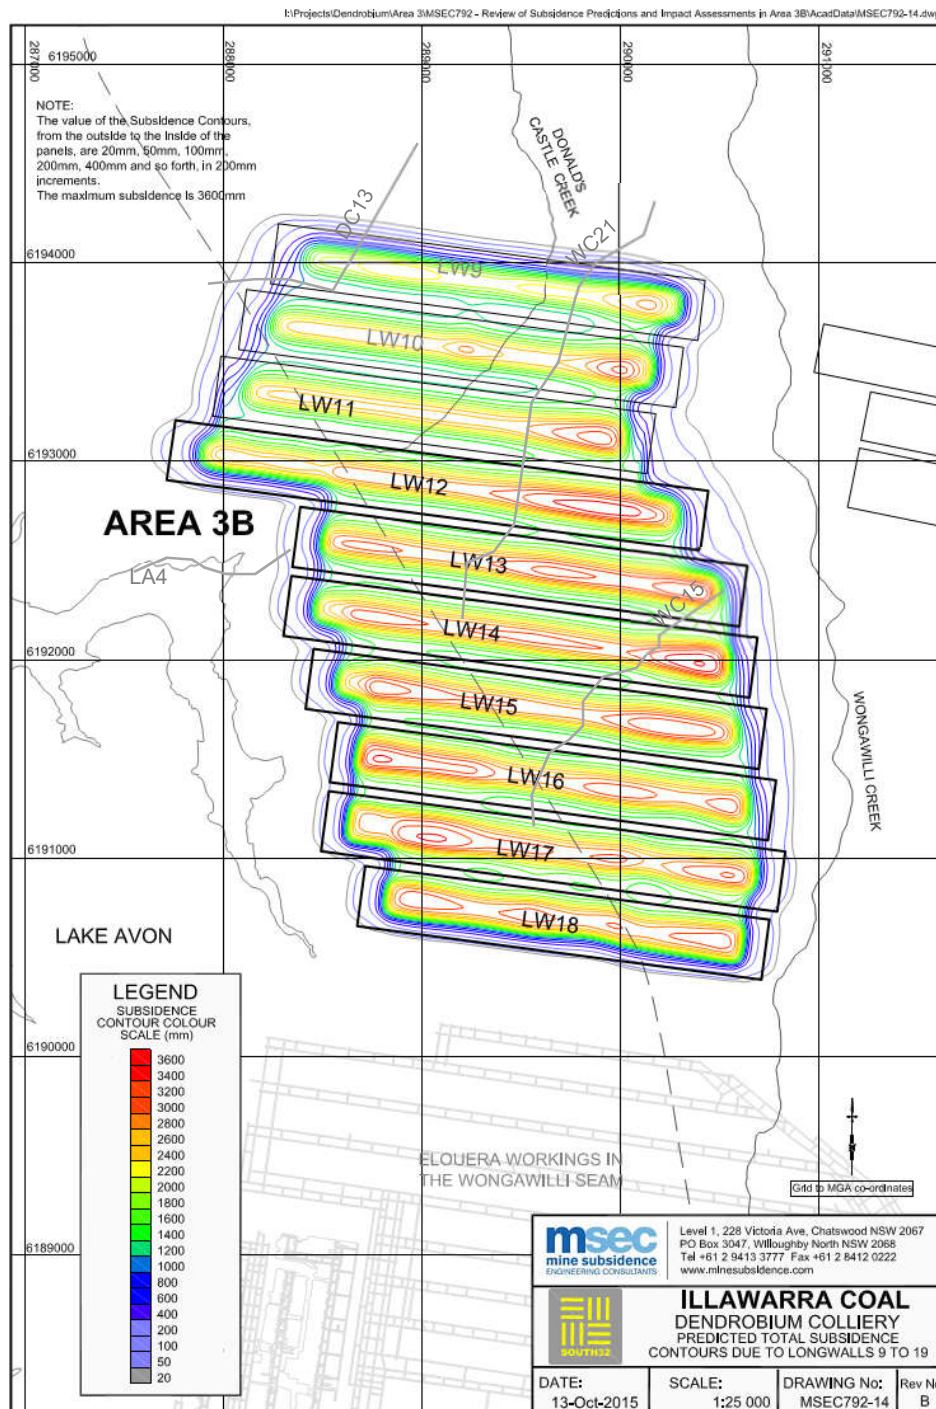 I:\Projects\Dendrobium\Area 3\MSEC792 - Review of Subsidence Predictions and Impact Assessments in Area 3B\AcadData\MSEC792-14.dwg
287000
288000
289000
290000
291000
6195000
NOTE:
The value of the Subsidence Contours,
from the outside to the inside of the
panels, are 20mm, 50mm, 100mm,
200mm, 400mm and so forth, in 200mm
increments.
The maximum subsidence is 3600mm
DONALD'S
CASTLE CREEK
DC13
WC21
6194000
LW9
LW10
LW11
6193000
LW12
AREA 3B
LW13
LA4
WC15
LW14
6192000
LW15
WONGAWILLI CREEK
LW16
LW17
6191000
LW18
LAKE AVON
LEGEND
SUBSIDENCE
CONTOUR COLOUR
SCALE (mm)
3600
3400
3200
3000
2800
2600
2400
2200
2000
1800
1600
1400
1200
1000
800
600
400
200
100
50
20
6190000
ELOUERA WORKINGS IN
THE WONGAWILLI SEAM
Grid to MGA co-ordinates
6189000
msec
mine subsidence
ENGINEERING CONSULTANTS
Level 1, 228 Victoria Ave, Chatswood NSW 2067
PO Box 3047, Willoughby North NSW 2068
Tel +61 2 9413 3777 Fax +61 2 8412 0222
www.minesubsidence.com
SOUTH32
ILLAWARRA COAL
DENDROBIUM COLLIERY
PREDICTED TOTAL SUBSIDENCE
CONTOURS DUE TO LONGWALLS 9 TO 19
DATE:
13-Oct-2015
SCALE:
1:25 000
DRAWING No:
MSEC792-14
Rev No
B